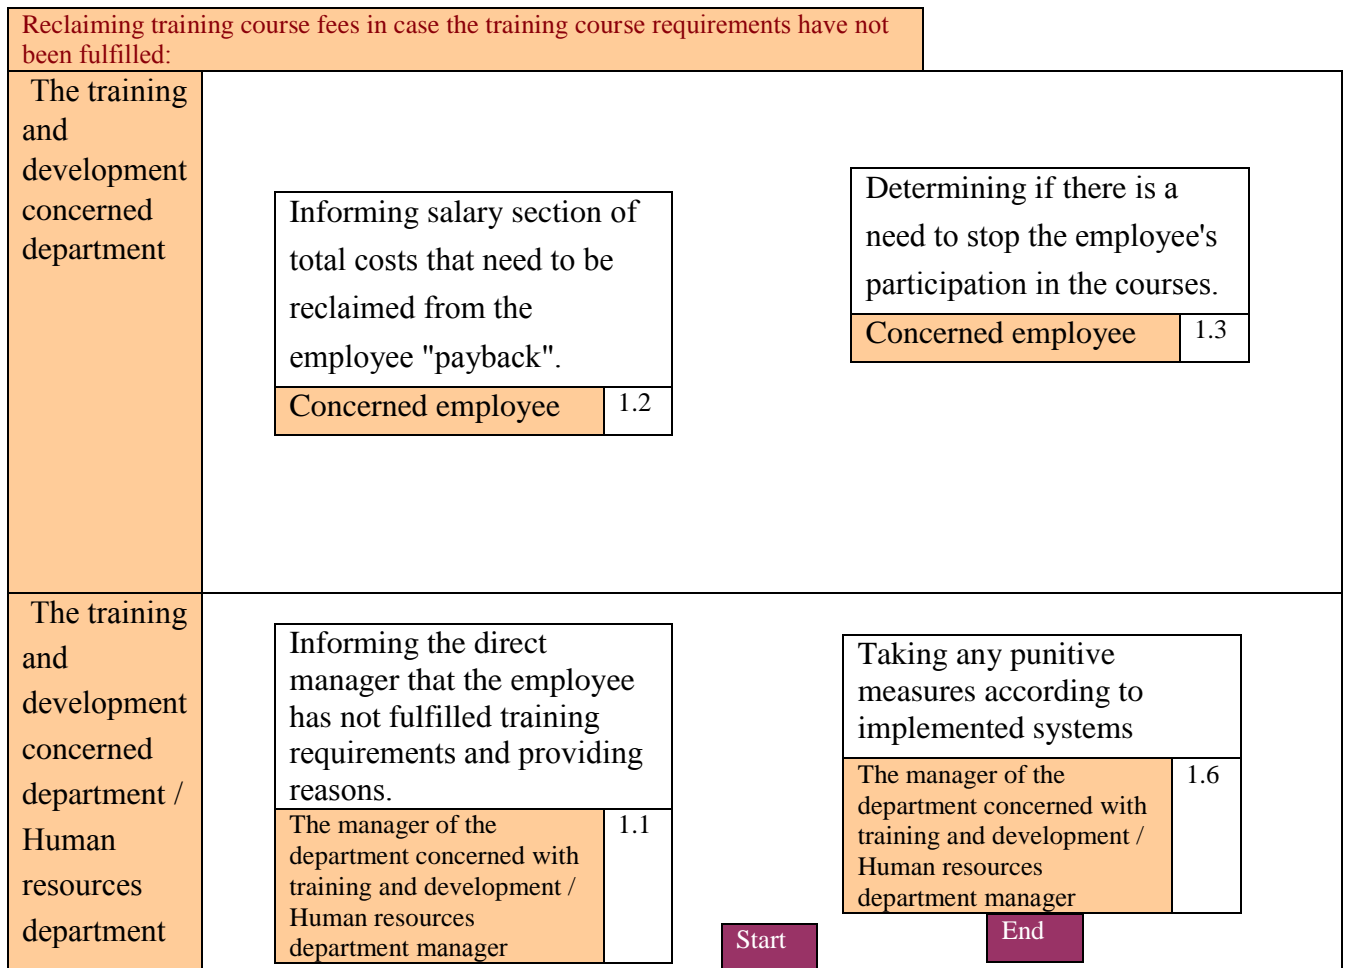 Reclaiming training course fees in case the training course requirements have not
been fulfilled:
The training
and
development
concerned
department
Informing salary section of
total costs that need to be
reclaimed from the
employee "payback".
Concerned employee
1.2
Determining if there is a
need to stop the employee's
participation in the courses.
Concerned employee
1.3
The training
and
development
concerned
department /
Human
resources
department
Informing the direct
manager that the employee
has not fulfilled training
requirements and providing
reasons.
The manager of the
department concerned with
training and development /
Human resources
department manager
1.1
Taking any punitive
measures according to
implemented systems
The manager of the
department concerned with
training and development /
Human resources
department manager
1.6
Start
End